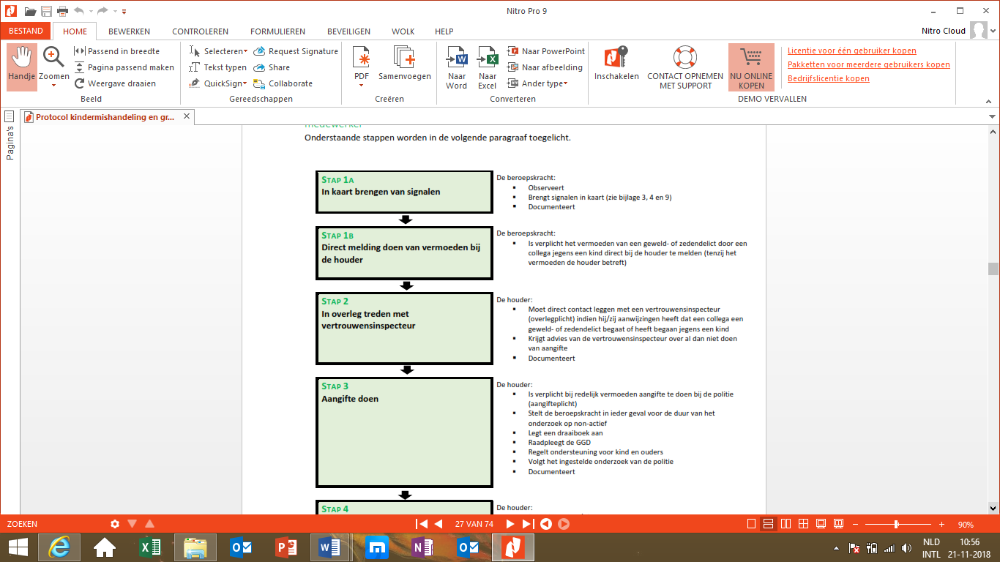 Nitro Pro 9
BESTAND
HOME
BEWERKEN
CONTROLEREN
FORMULIEREN
BEVEILIGEN
WOLK
HELP
Nitro Cloud
Handje
Zoomen
Passend in breedte
Pagina passend maken
Weergave draaien
Beeld
Selecteren
Tekst typen
QuickSign
Request Signature
Share
Collaborate
Gereedschappen
PDF
Samenvoegen
Creëren
Naar
Word
Naar
Excel
Naar PowerPoint
Naar afbeelding
Ander type
Converteren
Inschakelen
CONTACT OPNEMEN
MET SUPPORT
NU ONLINE
KOPEN
Licentie voor één gebruiker kopen
Pakketten voor meerdere gebruikers kopen
Bedrijfslicentie kopen
DEMO VERVALLEN
Protocol kindermishandeling en gr...
Pagina's
medewerker
Onderstaande stappen worden in de volgende paragraaf toegelicht.
STAP 1A
In kaart brengen van signalen
De beroepskracht:
▪ Observeert
▪ Brengt signalen in kaart (zie bijlage 3, 4 en 9)
▪ Documenteert
STAP 1B
Direct melding doen van vermoeden bij
de houder
De beroepskracht:
▪ Is verplicht het vermoeden van een geweld- of zedendelict door een
collega jegens een kind direct bij de houder te melden (tenzij het
vermoeden de houder betreft)
STAP 2
In overleg treden met
vertrouwensinspecteur
De houder:
▪ Moet direct contact leggen met een vertrouwensinspecteur
(overlegplicht) indien hij/zij aanwijzingen heeft dat een collega een
geweld- of zedendelict begaat of heeft begaan jegens een kind
▪ Krijgt advies van de vertrouwensinspecteur over al dan niet doen
van aangifte
▪ Documenteert
STAP 3
Aangifte doen
De houder:
▪ Is verplicht bij redelijk vermoeden aangifte te doen bij de politie
(aangifteplicht)
▪ Stelt de beroepskracht in ieder geval voor de duur van het
onderzoek op non-actief
▪ Legt een draaiboek aan
▪ Raadpleegt de GGD
▪ Regelt ondersteuning voor kind en ouders
▪ Volgt het ingestelde onderzoek van de politie
▪ Documenteert
STAP 4
De houder:
ZOEKEN
27 VAN 74
90%
NLD
INTL
10:56
21-11-2018